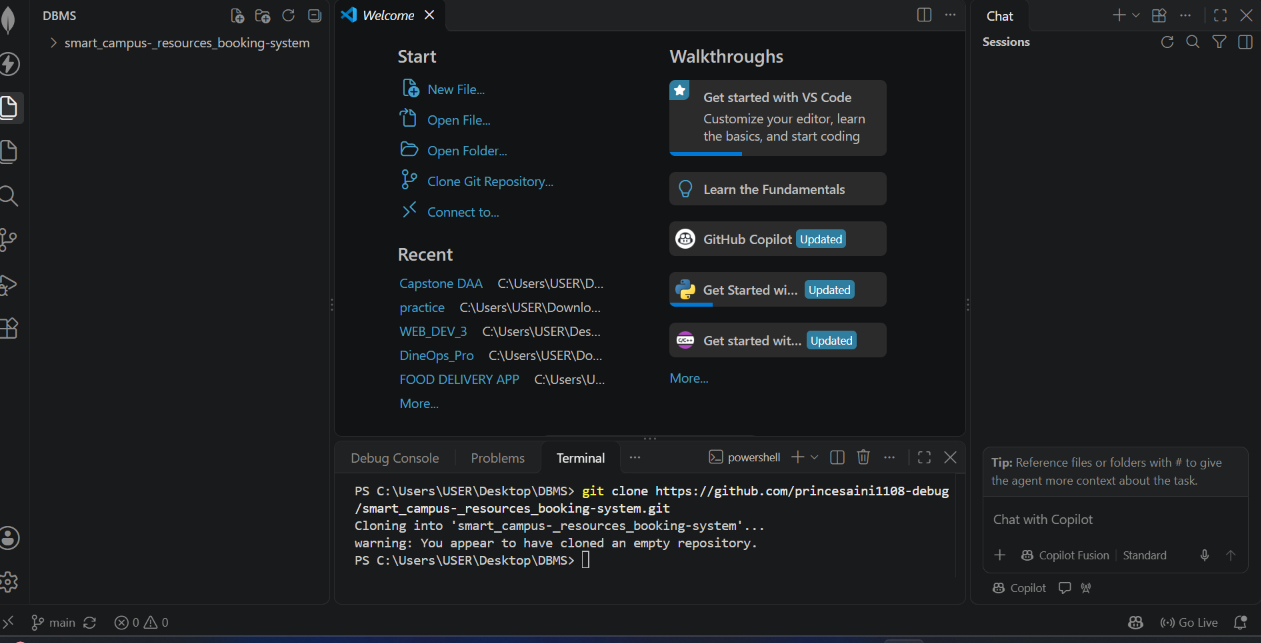 DBMS
smart_campus-_resources_booking-system
Welcome
Start
New File...
Open File...
Open Folder...
Clone Git Repository...
Connect to...
Recent
Capstone DAA C:\Users\USER\D...
practice C:\Users\USER\Downlo...
WEB_DEV_3 C:\Users\USER\Des...
DineOps_Pro C:\Users\USER\Do...
FOOD DELIVERY APP C:\Users\U...
More...
Walkthroughs
Get started with VS Code
Customize your editor, learn
the basics, and start coding
Learn the Fundamentals
GitHub Copilot Updated
Get Started wi... Updated
C/C++ Get started wit... Updated
More...
Debug Console Problems Terminal ... powershell
PS C:\Users\USER\Desktop\DBMS> git clone https://github.com/princesaini1108-debug
/smart_campus-_resources_booking-system.git
Cloning into 'smart_campus-_resources_booking-system'...
warning: You appear to have cloned an empty repository.
PS C:\Users\USER\Desktop\DBMS>
Chat
Sessions
Tip: Reference files or folders with # to give
the agent more context about the task.
Chat with Copilot
Copilot Fusion Standard
Copilot
main 0 0 Go Live